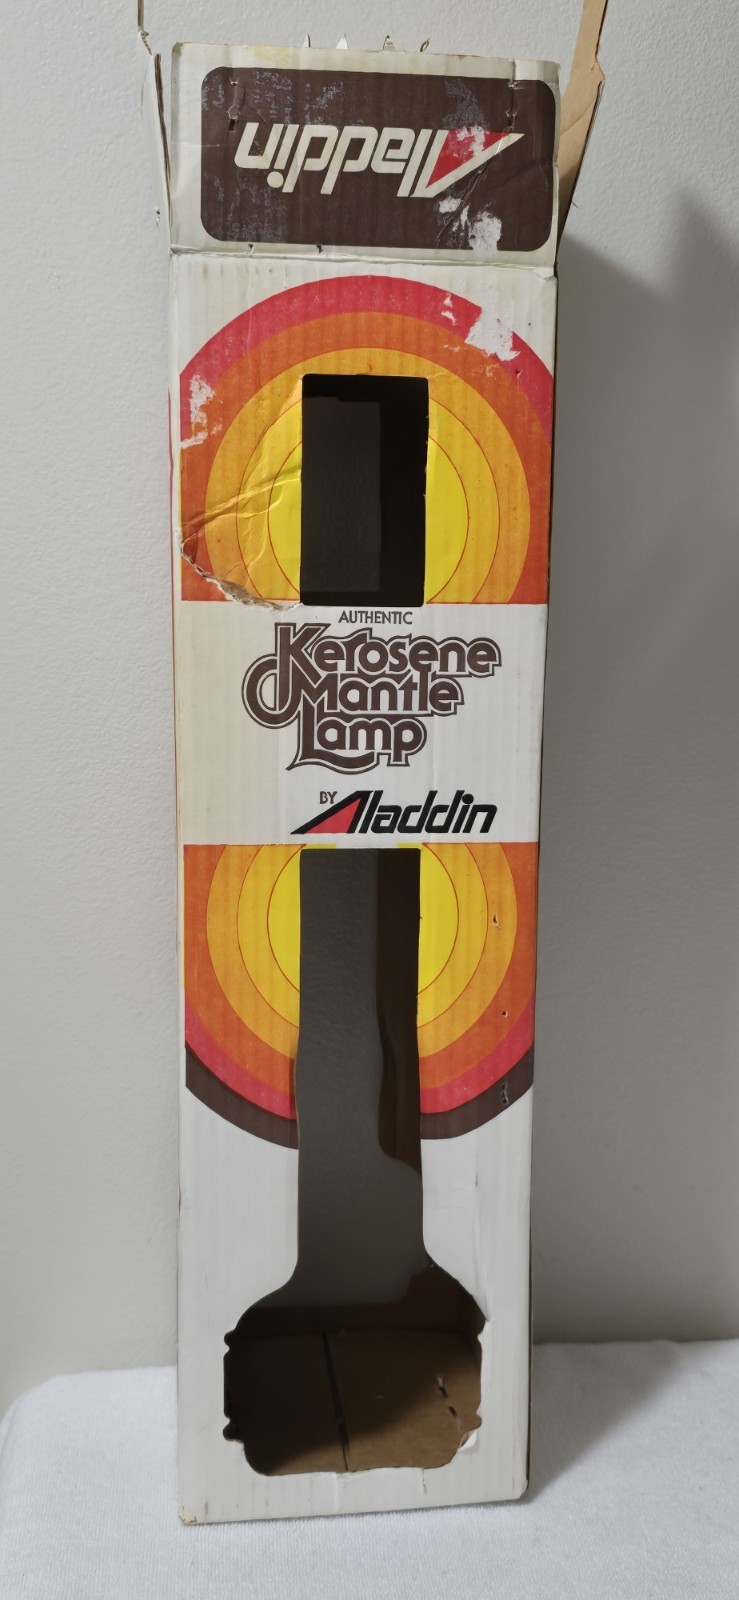 Aladdin
AUTHENTIC
Kerosene
Mantle
Lamp
BY Aladdin